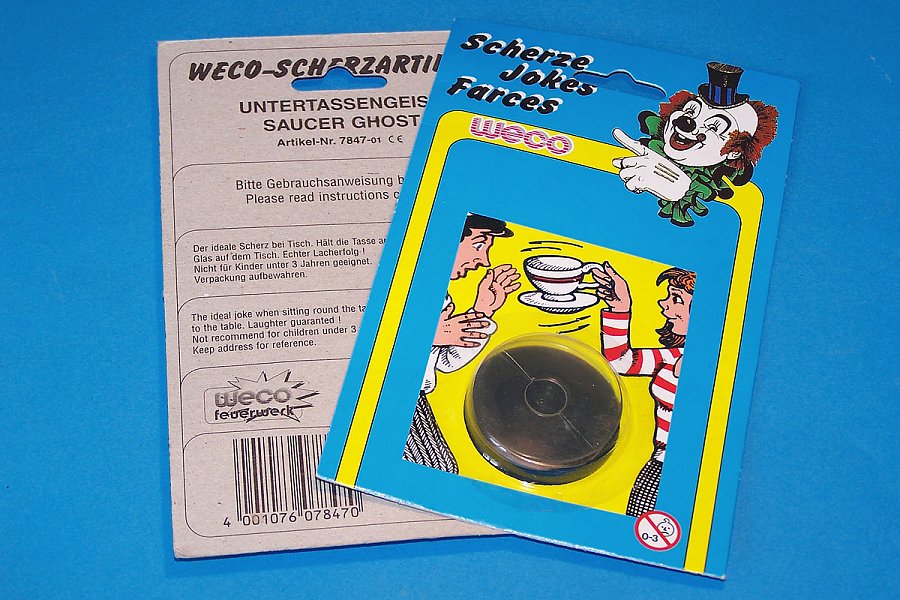 WECO-SCHERZARTI
UNTERTASSENGEIS
SAUCER GHOST
Artikel-Nr. 7847-01 CE
Bitte Gebrauchsanweisung b
Please read instructions c
Der ideale Scherz bei Tisch. Hält die Tasse a
Glas auf dem Tisch. Echter Lacherfolg !
Nicht für Kinder unter 3 Jahren geeignet.
Verpackung aufbewahren.
The ideal joke when sitting round the ta
to the table. Laughter guaranted !
Not recommend for children under 3
Keep address for reference.
weco
feuerwerk
4 001076 078470
Scherze
Jokes
Farces
weco
0-3